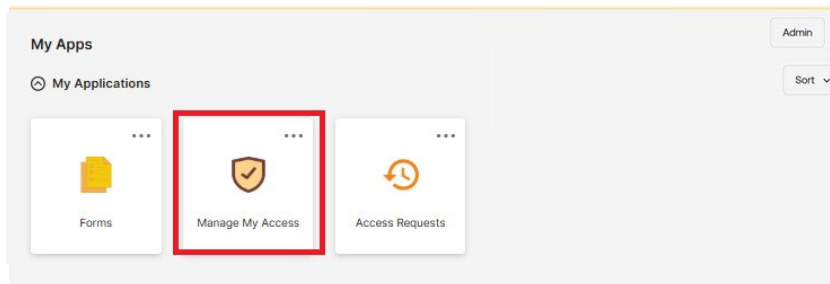 My Apps
Admin
My Applications
Sort
Forms
Manage My Access
Access Requests